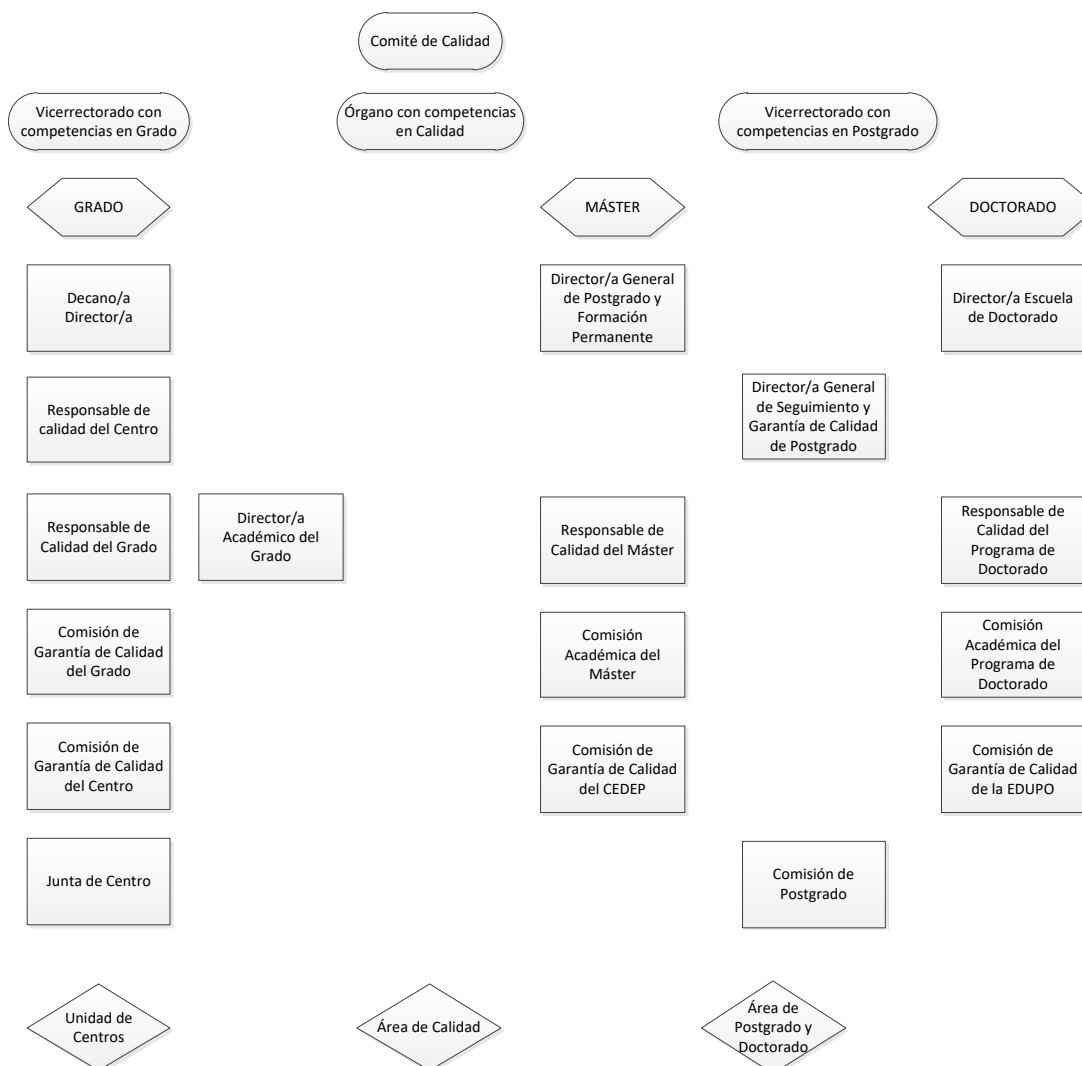 Comité de Calidad
Vicerrectorado con
competencias en Grado
Órgano con competencias
en Calidad
Vicerrectorado con
competencias en Postgrado
GRADO
MÁSTER
DOCTORADO
Decano/a
Director/a
Director/a General
de Postgrado y
Formación
Permanente
Director/a Escuela
de Doctorado
Responsable de
calidad del Centro
Director/a General
de Seguimiento y
Garantía de Calidad
de Postgrado
Responsable de
Calidad del Grado
Director/a
Académico del
Grado
Responsable de
Calidad del Máster
Responsable de
Calidad del
Programa de
Doctorado
Comisión de
Garantía de Calidad
del Grado
Comisión
Académica del
Máster
Comisión
Académica del
Programa de
Doctorado
Comisión de
Garantía de Calidad
del Centro
Comisión de
Garantía de Calidad
del CEDEP
Comisión de
Garantía de Calidad
de la EDUPO
Junta de Centro
Comisión de
Postgrado
Unidad de
Centros
Área de Calidad
Área de
Postgrado y
Doctorado